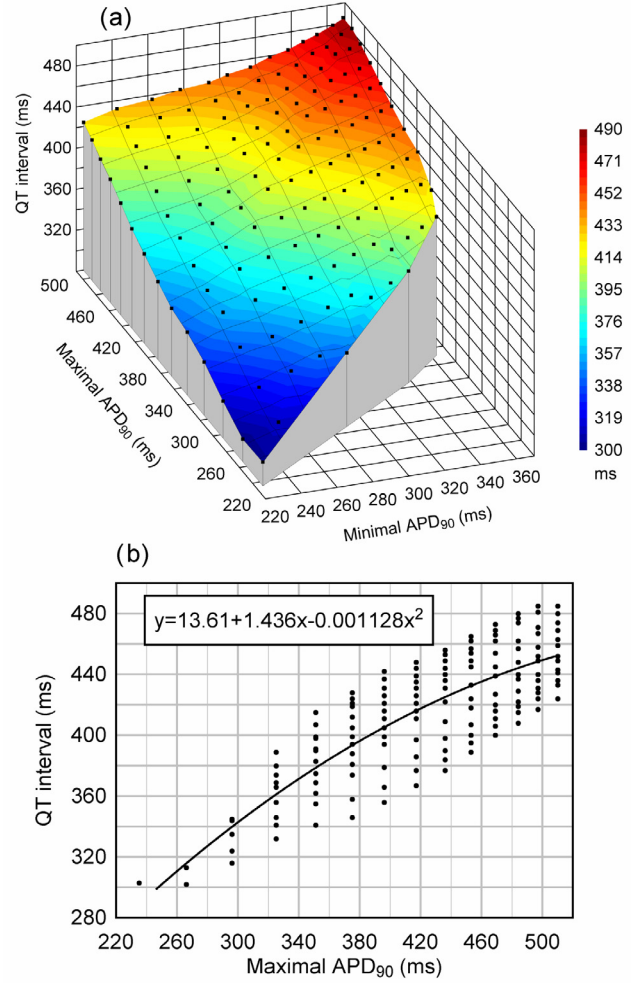 (a)
QT interval (ms)
480
440
400
360
320
500
460
420
380
340
300
260
220
Maximal APD₉₀ (ms)
220 240 260 280 300 320 340 360
Minimal APD₉₀ (ms)
490
471
452
433
414
395
376
357
338
319
300
ms
(b)
y=13.61+1.436x-0.001128x²
QT interval (ms)
480
440
400
360
320
280
220 260 300 340 380 420 460 500
Maximal APD₉₀ (ms)